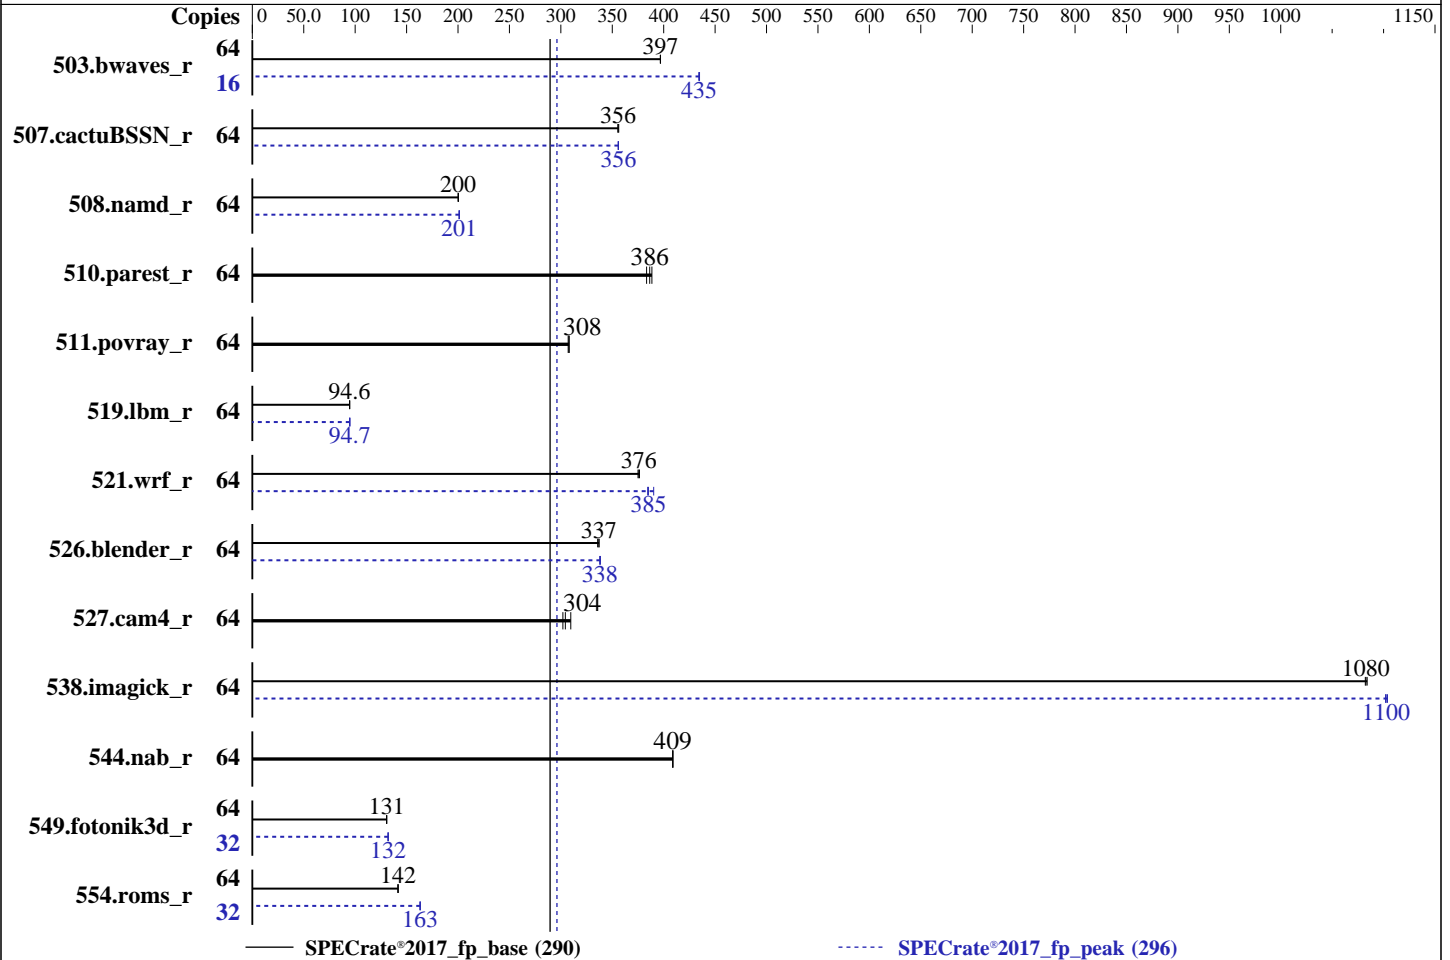 Copies 0 50.0 100 150 200 250 300 350 400 450 500 550 600 650 700 750 800 850 900 950 1000 1150
503.bwaves_r 64 397
16 435
507.cactuBSSN_r 64 356
356
508.namd_r 64 200
201
510.parest_r 64 386
511.povray_r 64 308
519.lbm_r 64 94.6
94.7
521.wrf_r 64 376
385
526.blender_r 64 337
338
527.cam4_r 64 304
538.imagick_r 64 1080
1100
544.nab_r 64 409
549.fotonik3d_r 64 131
32 132
554.roms_r 64 142
32 163
SPECrate®2017_fp_base (290) SPECrate®2017_fp_peak (296)